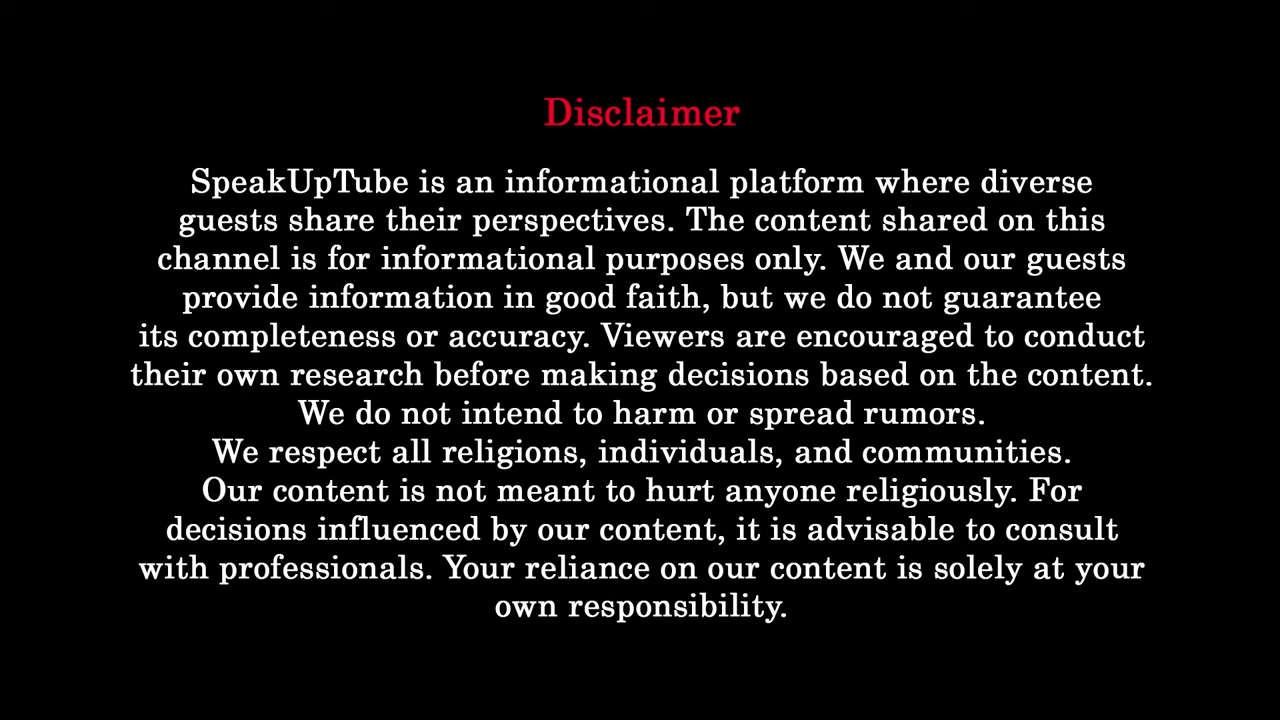 Disclaimer
SpeakUpTube is an informational platform where diverse
guests share their perspectives. The content shared on this
channel is for informational purposes only. We and our guests
provide information in good faith, but we do not guarantee
its completeness or accuracy. Viewers are encouraged to conduct
their own research before making decisions based on the content.
We do not intend to harm or spread rumors.
We respect all religions, individuals, and communities.
Our content is not meant to hurt anyone religiously. For
decisions influenced by our content, it is advisable to consult
with professionals. Your reliance on our content is solely at your
own responsibility.